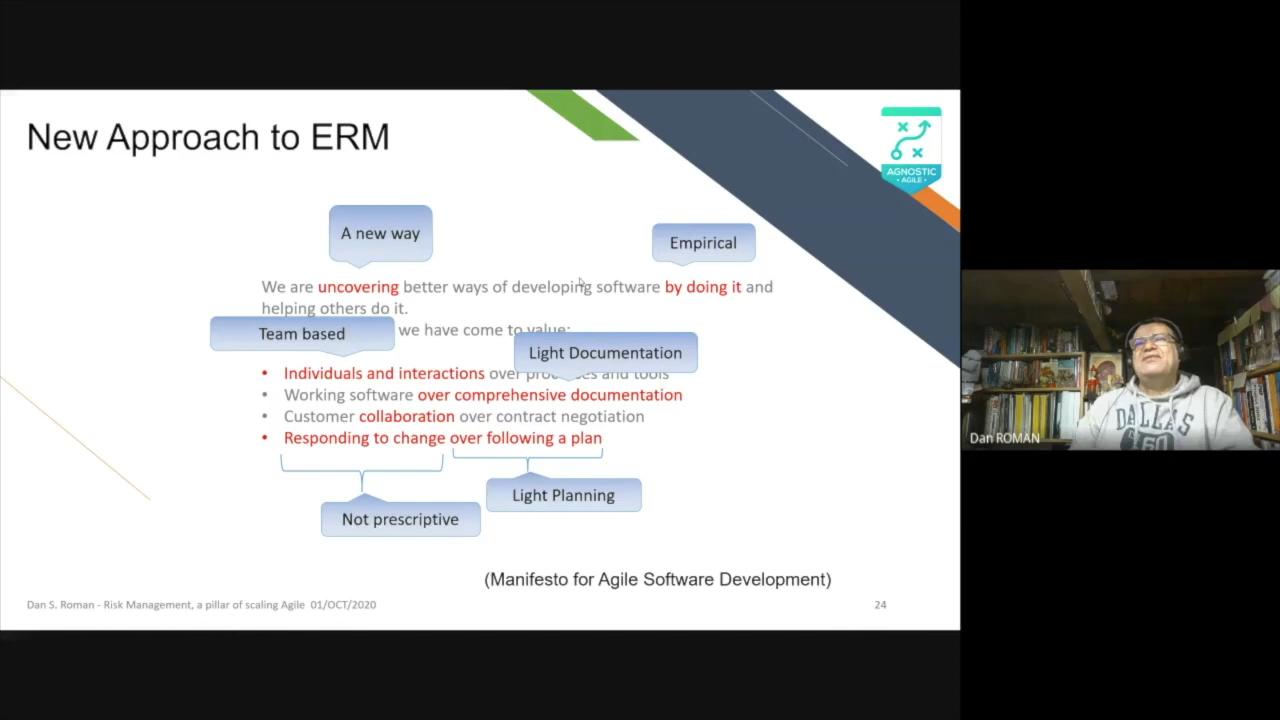 New Approach to ERM
AGNOSTIC
• AGILE •
A new way
Empirical
We are uncovering better ways of developing software by doing it and
helping others do it.
Team based
we have come to value:
Light Documentation
• Individuals and interactions over processes and tools
• Working software over comprehensive documentation
• Customer collaboration over contract negotiation
• Responding to change over following a plan
Light Planning
Not prescriptive
(Manifesto for Agile Software Development)
Dan S. Roman - Risk Management, a pillar of scaling Agile 01/OCT/2020
24
DALLAS
Dan ROMAN